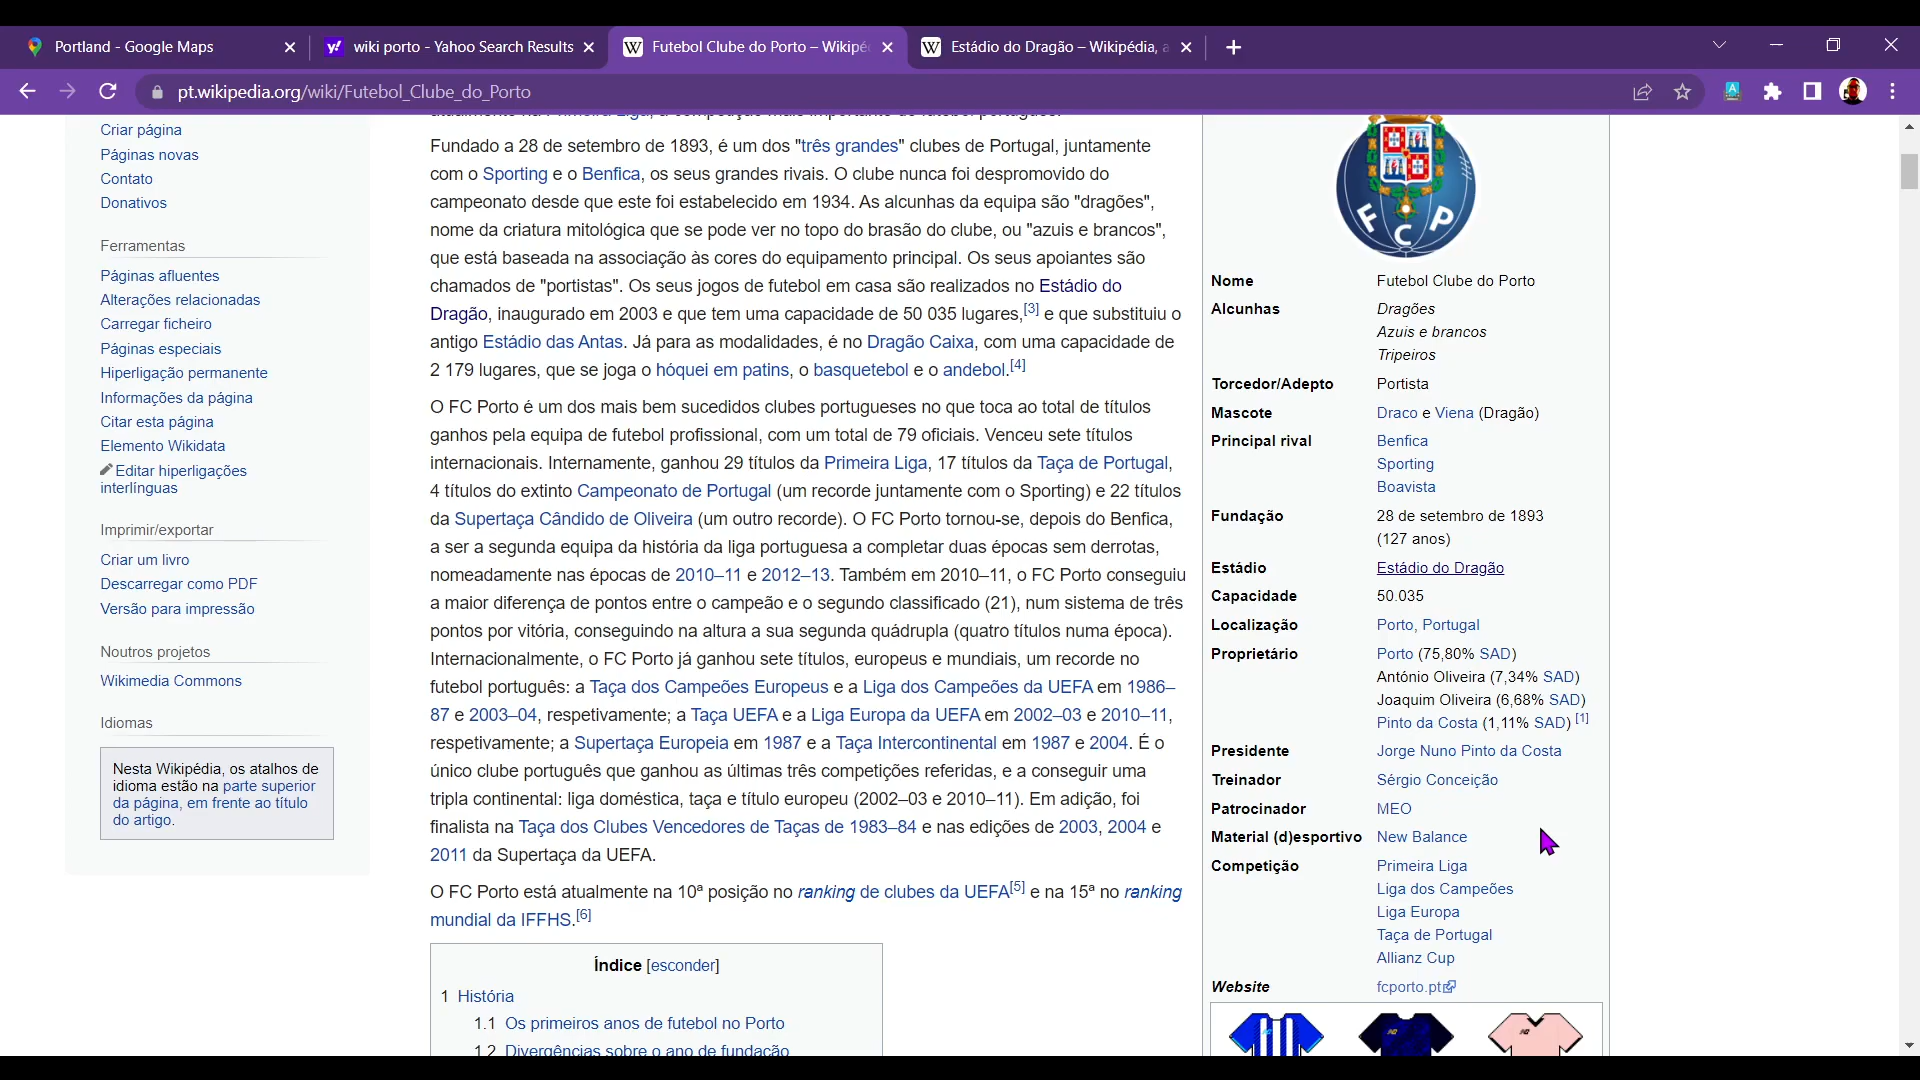 Portland - Google Maps
wiki porto - Yahoo Search Results
Futebol Clube do Porto – Wikipé
Estádio do Dragão – Wikipédia, a
pt.wikipedia.org/wiki/Futebol_Clube_do_Porto
Criar página
Páginas novas
Contato
Donativos
Ferramentas
Páginas afluentes
Alterações relacionadas
Carregar ficheiro
Páginas especiais
Hiperligação permanente
Informações da página
Citar esta página
Elemento Wikidata
Editar hiperligações
interlínguas
Imprimir/exportar
Criar um livro
Descarregar como PDF
Versão para impressão
Noutros projetos
Wikimedia Commons
Idiomas
Nesta Wikipédia, os atalhos de
idioma estão na parte superior
da página, em frente ao título
do artigo.
Fundado a 28 de setembro de 1893, é um dos "três grandes" clubes de Portugal, juntamente
com o Sporting e o Benfica, os seus grandes rivais. O clube nunca foi despromovido do
campeonato desde que este foi estabelecido em 1934. As alcunhas da equipa são "dragões",
nome da criatura mitológica que se pode ver no topo do brasão do clube, ou "azuis e brancos",
que está baseada na associação às cores do equipamento principal. Os seus apoiantes são
chamados de "portistas". Os seus jogos de futebol em casa são realizados no Estádio do
Dragão, inaugurado em 2003 e que tem uma capacidade de 50 035 lugares,[3] e que substituiu o
antigo Estádio das Antas. Já para as modalidades, é no Dragão Caixa, com uma capacidade de
2 179 lugares, que se joga o hóquei em patins, o basquetebol e o andebol.[4]
O FC Porto é um dos mais bem sucedidos clubes portugueses no que toca ao total de títulos
ganhos pela equipa de futebol profissional, com um total de 79 oficiais. Venceu sete títulos
internacionais. Internamente, ganhou 29 títulos da Primeira Liga, 17 títulos da Taça de Portugal,
4 títulos do extinto Campeonato de Portugal (um recorde juntamente com o Sporting) e 22 títulos
da Supertaça Cândido de Oliveira (um outro recorde). O FC Porto tornou-se, depois do Benfica,
a ser a segunda equipa da história da liga portuguesa a completar duas épocas sem derrotas,
nomeadamente nas épocas de 2010–11 e 2012–13. Também em 2010–11, o FC Porto conseguiu
a maior diferença de pontos entre o campeão e o segundo classificado (21), num sistema de três
pontos por vitória, conseguindo na altura a sua segunda quádrupla (quatro títulos numa época).
Internacionalmente, o FC Porto já ganhou sete títulos, europeus e mundiais, um recorde no
futebol português: a Taça dos Campeões Europeus e a Liga dos Campeões da UEFA em 1986–
87 e 2003–04, respetivamente; a Taça UEFA e a Liga Europa da UEFA em 2002–03 e 2010–11,
respetivamente; a Supertaça Europeia em 1987 e a Taça Intercontinental em 1987 e 2004. É o
único clube português que ganhou as últimas três competições referidas, e a conseguir uma
tripla continental: liga doméstica, taça e título europeu (2002–03 e 2010–11). Em adição, foi
finalista na Taça dos Clubes Vencedores de Taças de 1983–84 e nas edições de 2003, 2004 e
2011 da Supertaça da UEFA.
O FC Porto está atualmente na 10ª posição no ranking de clubes da UEFA[5] e na 15ª no ranking
mundial da IFFHS.[6]
Índice [esconder]
1 História
1.1 Os primeiros anos de futebol no Porto
1.2 Divergências sobre o ano de fundação
F C P
Nome Futebol Clube do Porto
Alcunhas Dragões
Azuis e brancos
Tripeiros
Torcedor/Adepto Portista
Mascote Draco e Viena (Dragão)
Principal rival Benfica
Sporting
Boavista
Fundação 28 de setembro de 1893
(127 anos)
Estádio Estádio do Dragão
Capacidade 50.035
Localização Porto, Portugal
Proprietário Porto (75,80% SAD)
António Oliveira (7,34% SAD)
Joaquim Oliveira (6,68% SAD)
Pinto da Costa (1,11% SAD) [1]
Presidente Jorge Nuno Pinto da Costa
Treinador Sérgio Conceição
Patrocinador MEO
Material (d)esportivo New Balance
Competição Primeira Liga
Liga dos Campeões
Liga Europa
Taça de Portugal
Allianz Cup
Website fcporto.pt